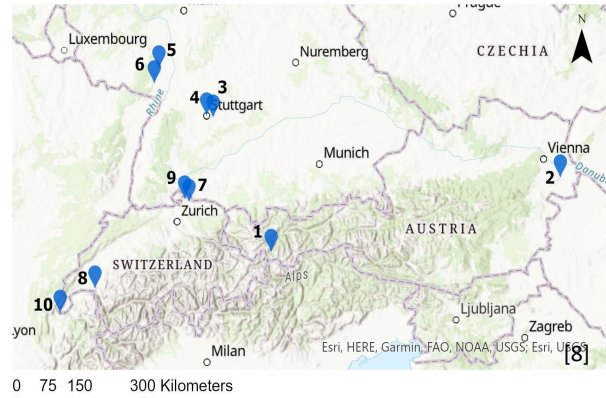 Prague
Luxembourg
5
Nuremberg
CZECHIA
6
Rhine
3
4
Stuttgart
Vienna
Munich
2
Danube
9
7
Zurich
1
AUSTRIA
SWITZERLAND
8
Alps
10
Ljubljana
Lyon
Zagreb
Milan
Esri, HERE, Garmin, FAO, NOAA, USGS; Esri, USGS
[8]
0 75 150 300 Kilometers
N